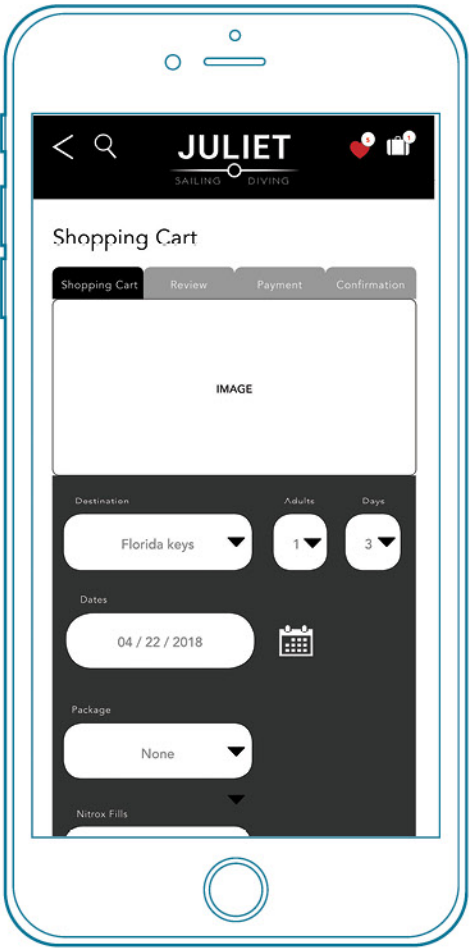 5
1
JULIET
SAILING DIVING
Shopping Cart
Shopping Cart Review Payment Confirmation
IMAGE
Destination Adults Days
Florida keys 1 3
Dates
04 / 22 / 2018
Package
None
Nitrox Fills